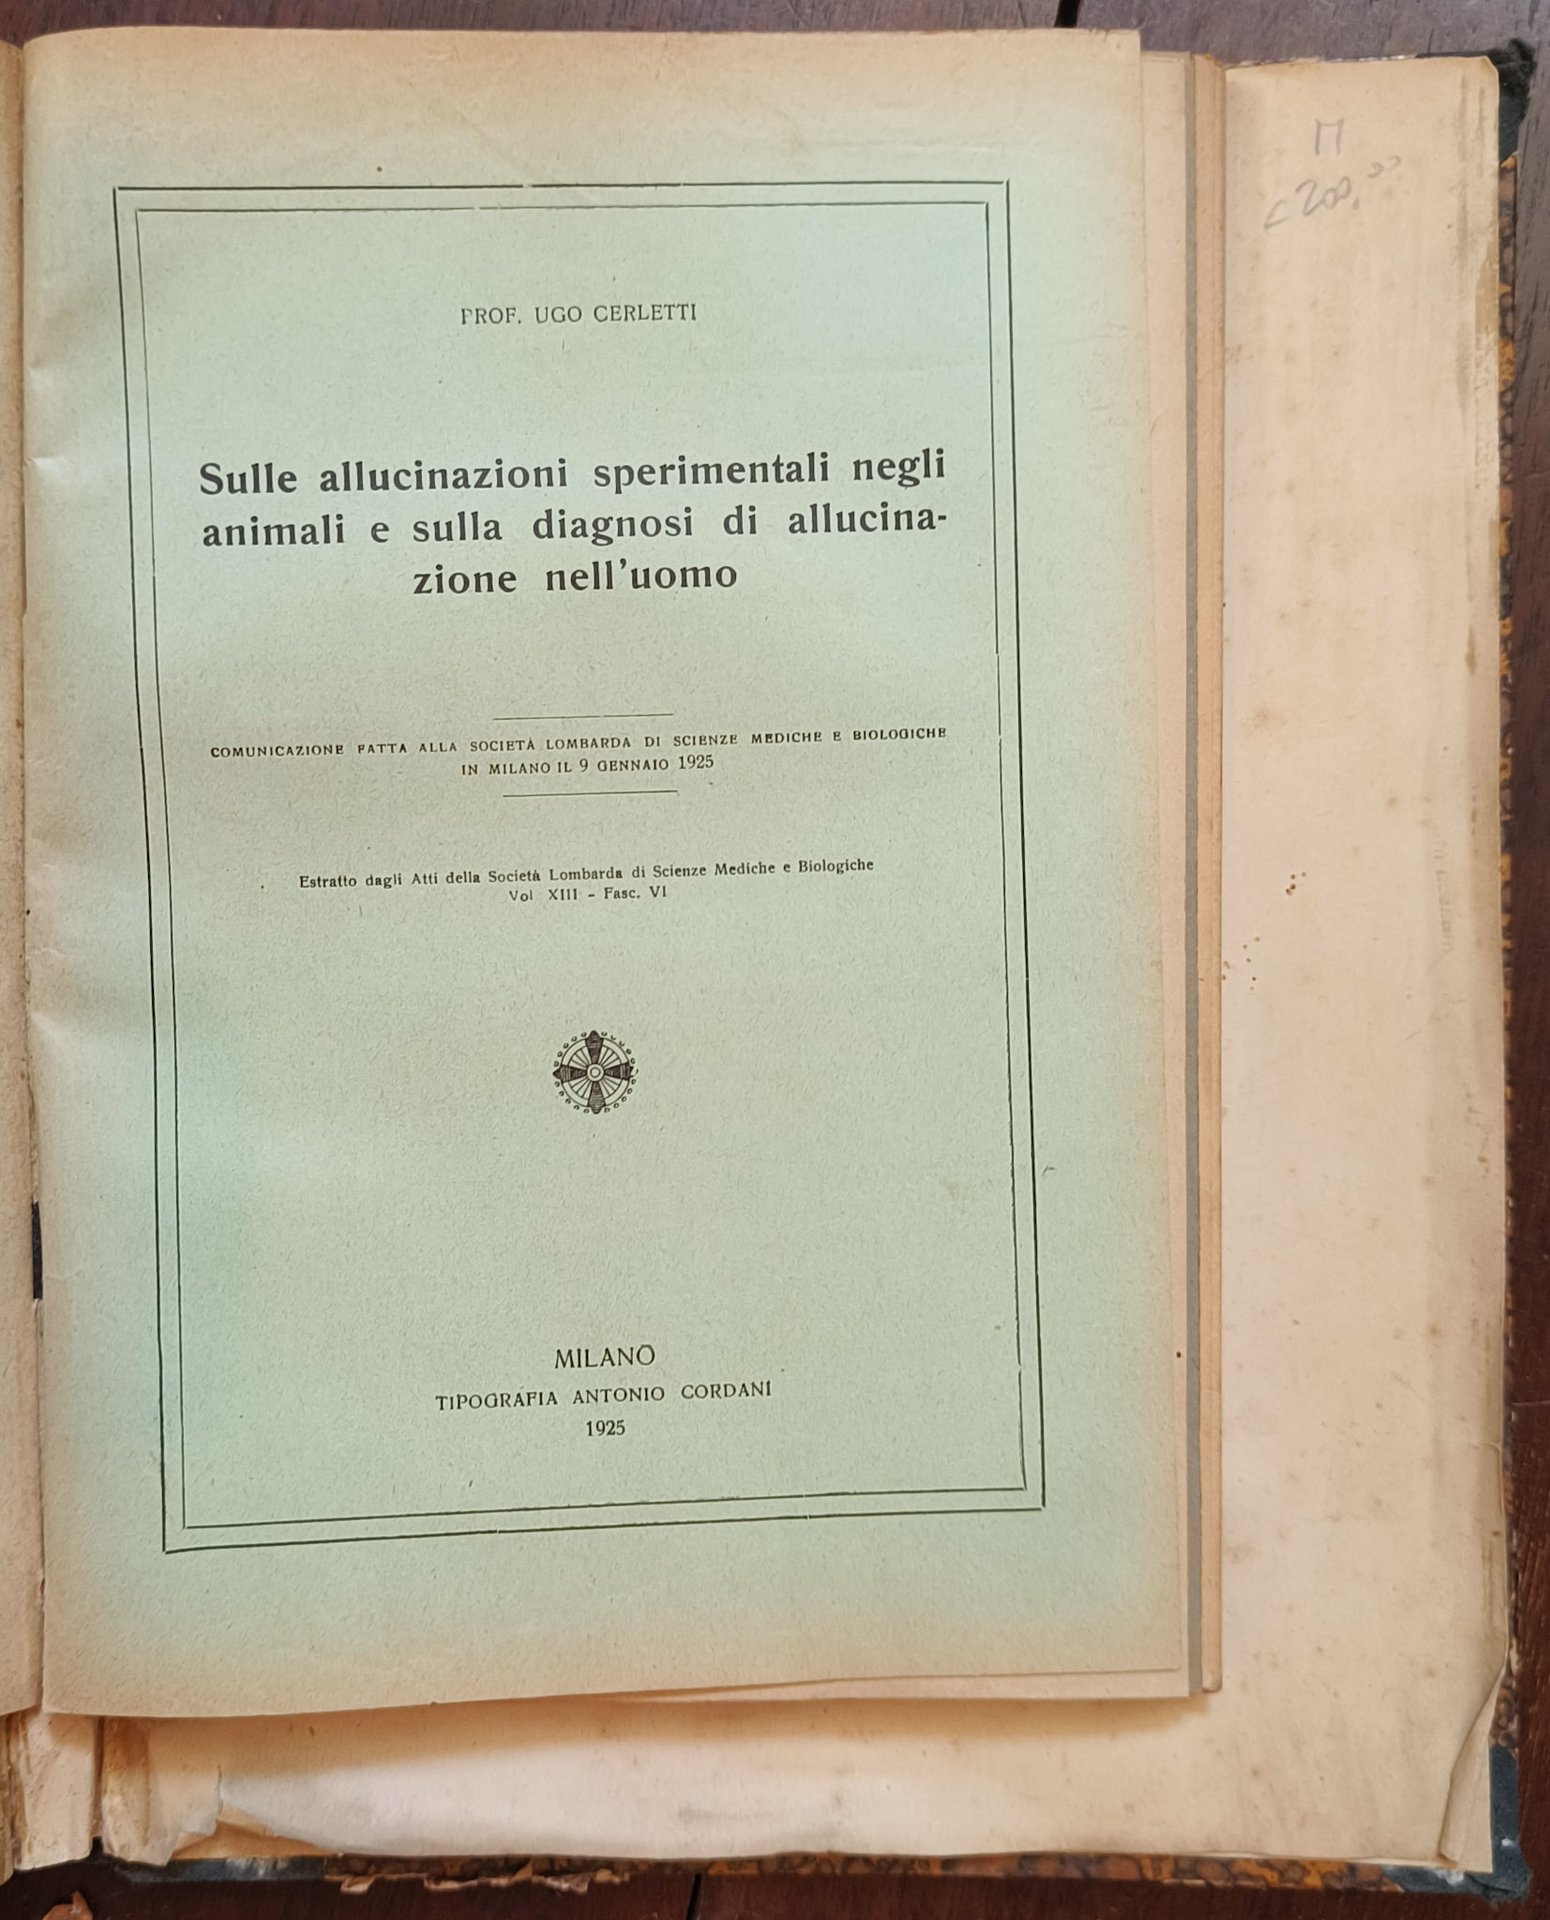 PROF. UGO CERLETTI
Sulle allucinazioni sperimentali negli
animali e sulla diagnosi di allucina-
zione nell'uomo
COMUNICAZIONE FATTA ALLA SOCIETÀ LOMBARDA DI SCIENZE MEDICHE E BIOLOGICHE
IN MILANO IL 9 GENNAIO 1925
Estratto dagli Atti della Società Lombarda di Scienze Mediche e Biologiche
Vol XIII - Fasc. VI
MILANO
TIPOGRAFIA ANTONIO CORDANI
1925